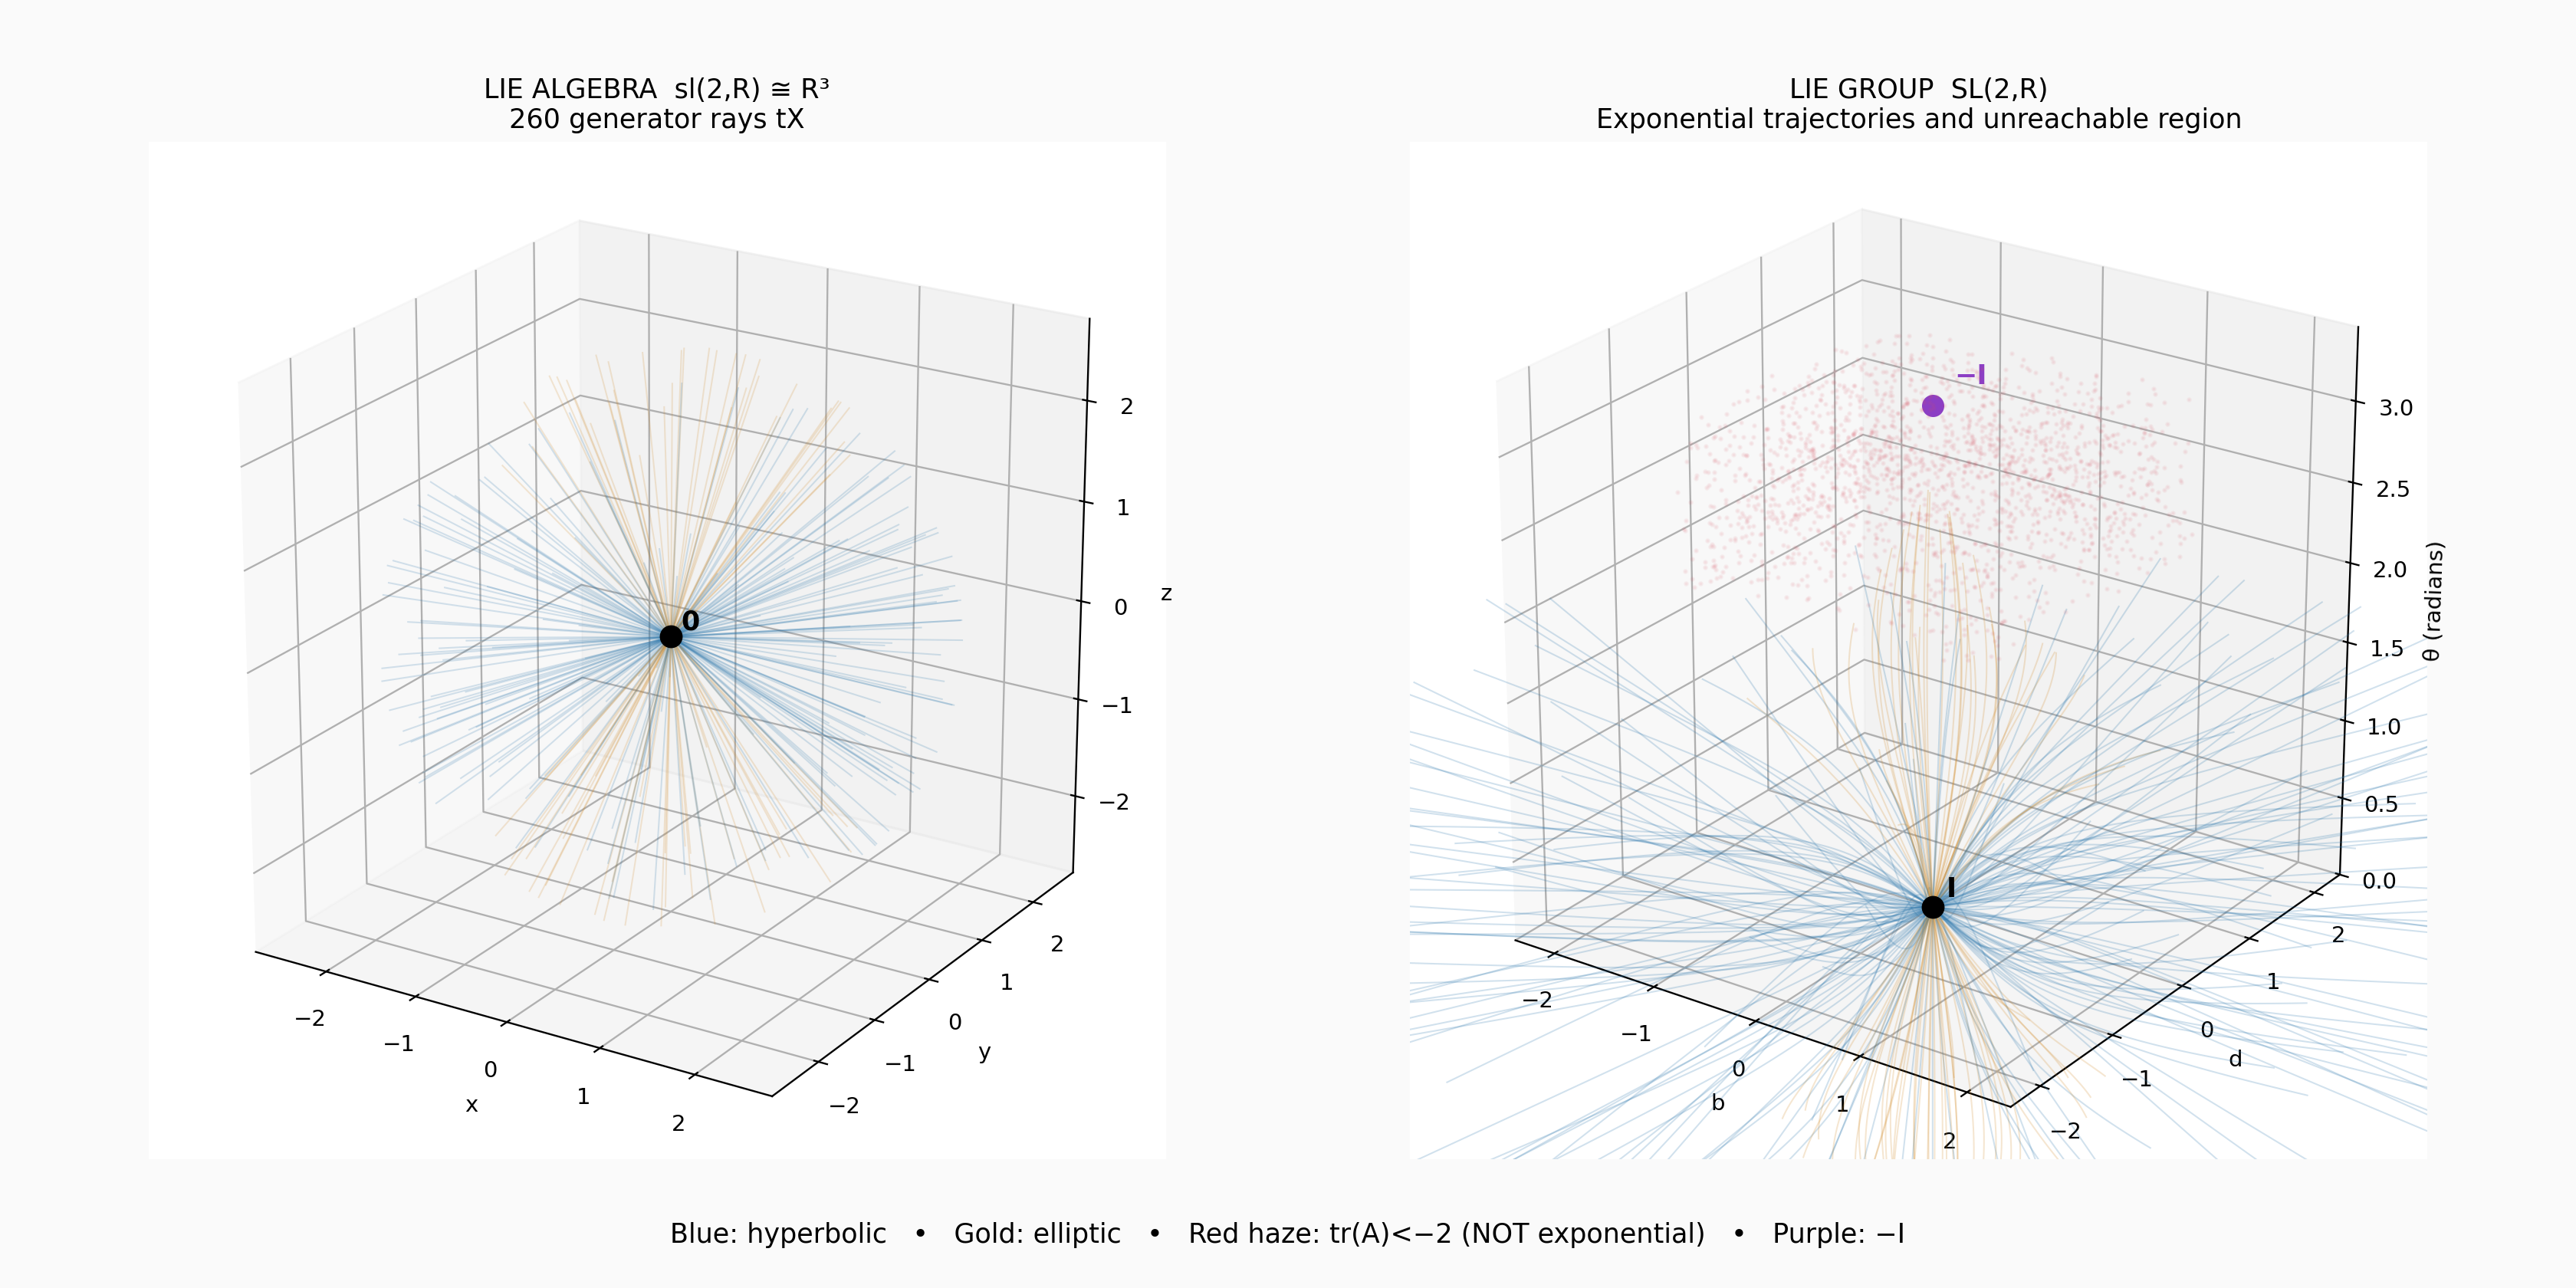 LIE ALGEBRA  sl(2,R) ≅ R³
260 generator rays tX
2
1
0
−1
−2
z
0
−2
−1
0
1
2
x
−2
−1
0
1
2
y
LIE GROUP  SL(2,R)
Exponential trajectories and unreachable region
−I
3.0
2.5
2.0
1.5
1.0
0.5
0.0
θ (radians)
I
−2
−1
0
1
2
b
−2
−1
0
1
2
d
Blue: hyperbolic  •  Gold: elliptic  •  Red haze: tr(A)<−2 (NOT exponential)  •  Purple: −I